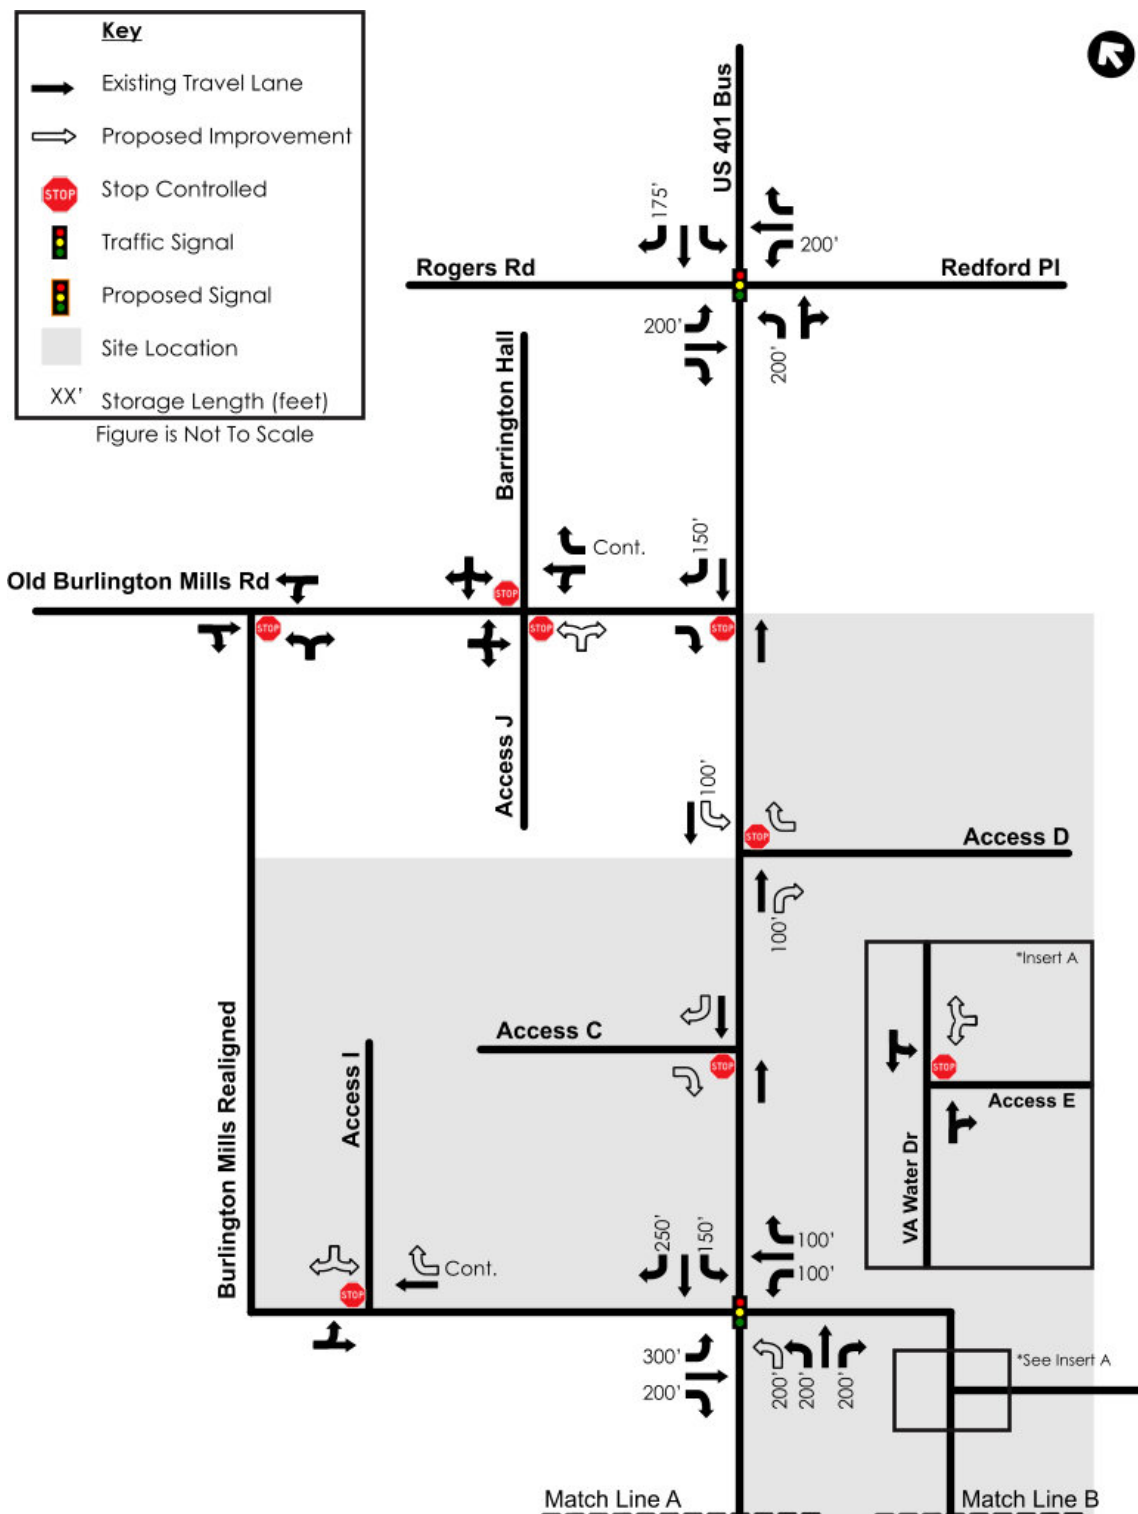 Key
Existing Travel Lane
Proposed Improvement
STOP
Stop Controlled
Traffic Signal
Proposed Signal
Site Location
XX' Storage Length (feet)
Figure is Not To Scale
US 401 Bus
175'
200'
Rogers Rd
Redford Pl
200'
200'
Barrington Hall
Cont.
150'
Old Burlington Mills Rd
STOP
STOP
STOP
STOP
Access J
100'
STOP
Access D
100'
*Insert A
Access C
STOP
STOP
Access E
VA Water Dr
Burlington Mills Realigned
Access I
250'
150'
100'
100'
Cont.
STOP
300'
200'
200'
200'
200'
*See Insert A
Match Line A
Match Line B